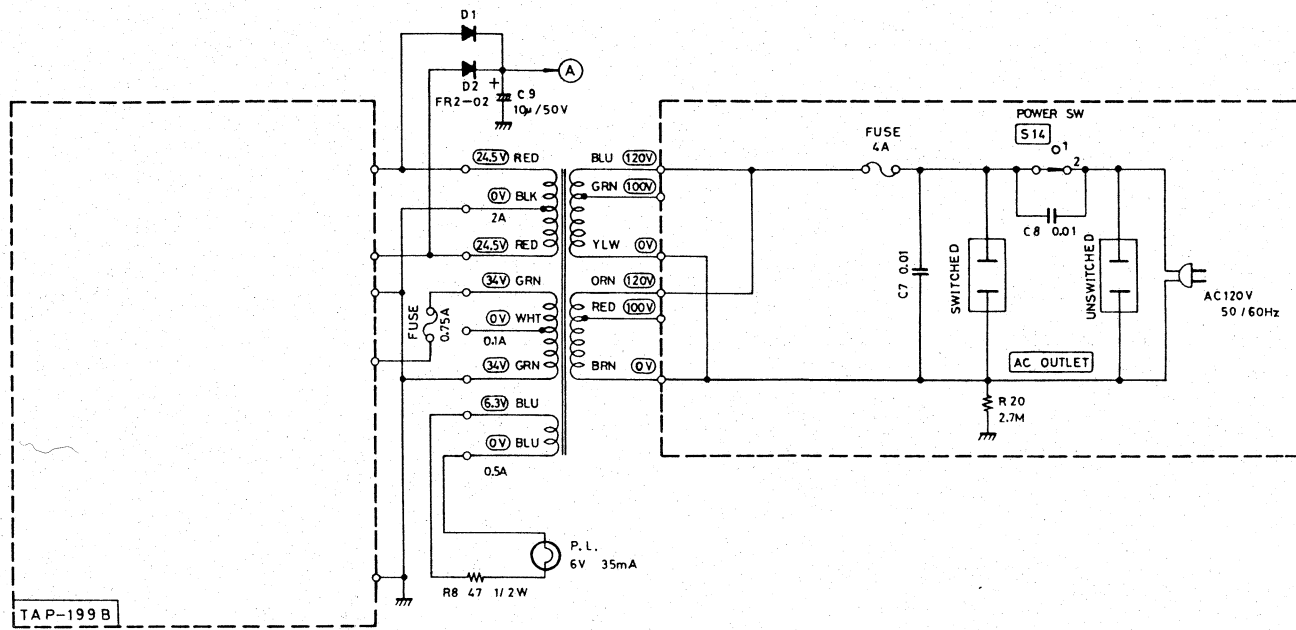 D1
A
D2
+
FR2-02
C9
10µ/50V
POWER SW
S14
1
2
FUSE
4A
24.5V RED
BLU 120V
0V BLK
GRN 100V
2A
24.5V RED
YLW 0V
C8 0.01
34V GRN
ORN 120V
C7 0.01
SWITCHED
UNSWITCHED
FUSE
0.75A
0V WHT
RED 100V
0.1A
AC120V
50/60Hz
34V GRN
BRN 0V
AC OUTLET
6.3V BLU
R20
2.7M
0V BLU
0.5A
P.L.
6V 35mA
R8 47 1/2W
TAP-199B